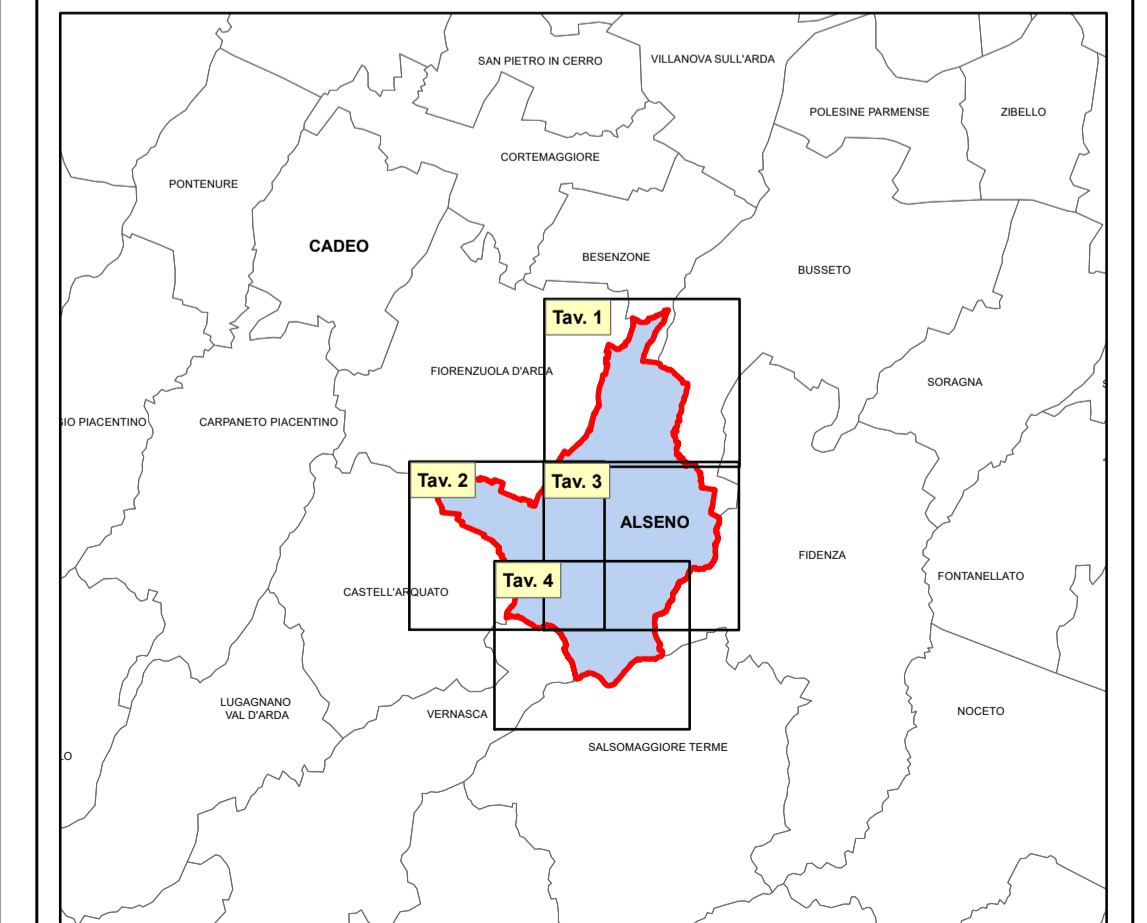 SAN PIETRO IN CERRO
VILLANOVA SULL'ARDA
POLESINE PARMENSE
ZIBELLO
CORTEMAGGIORE
PONTENURE
CADEO
BESENZONE
BUSSETO
Tav. 1
FIORENZUOLA D'ARDA
SORAGNA
GIO PIACENTINO
CARPANETO PIACENTINO
Tav. 2
Tav. 3
ALSENO
FIDENZA
FONTANELLATO
Tav. 4
CASTELL'ARQUATO
LUGAGNANO
VAL D'ARDA
VERNASCA
NOCETO
SALSOMAGGIORE TERME
LO